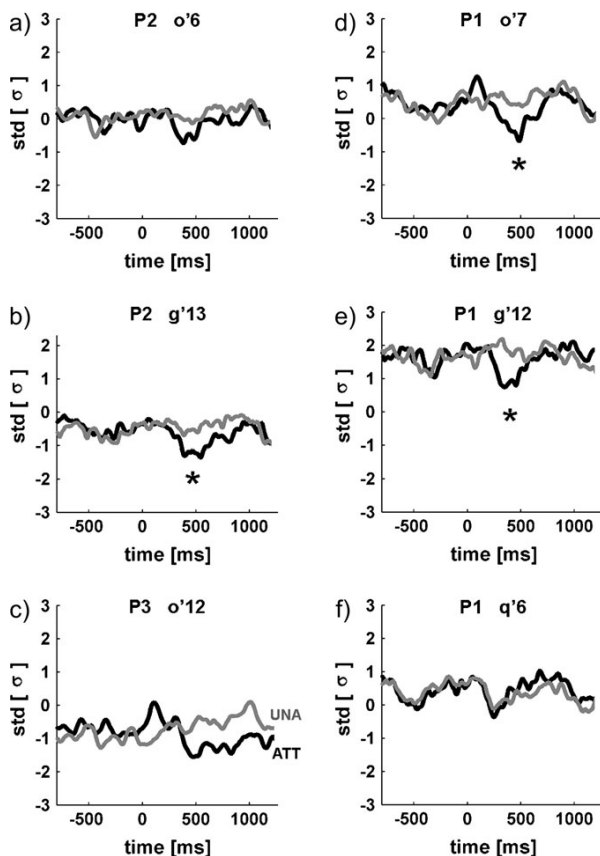 a) P2 o'6
3
2
1
0
-1
-2
-3
std [ σ ]
-500 0 500 1000
time [ms]
d) P1 o'7
3
2
1
0
-1
-2
-3
std [ σ ]
*
-500 0 500 1000
time [ms]
b) P2 g'13
2
1
0
-1
-2
-3
std [ σ ]
*
-500 0 500 1000
time [ms]
e) P1 g'12
3
2
1
0
-1
-2
-3
std [ σ ]
*
-500 0 500 1000
time [ms]
c) P3 o'12
3
2
1
0
-1
-2
-3
std [ σ ]
UNA
ATT
-500 0 500 1000
time [ms]
f) P1 q'6
3
2
1
0
-1
-2
-3
std [ σ ]
-500 0 500 1000
time [ms]